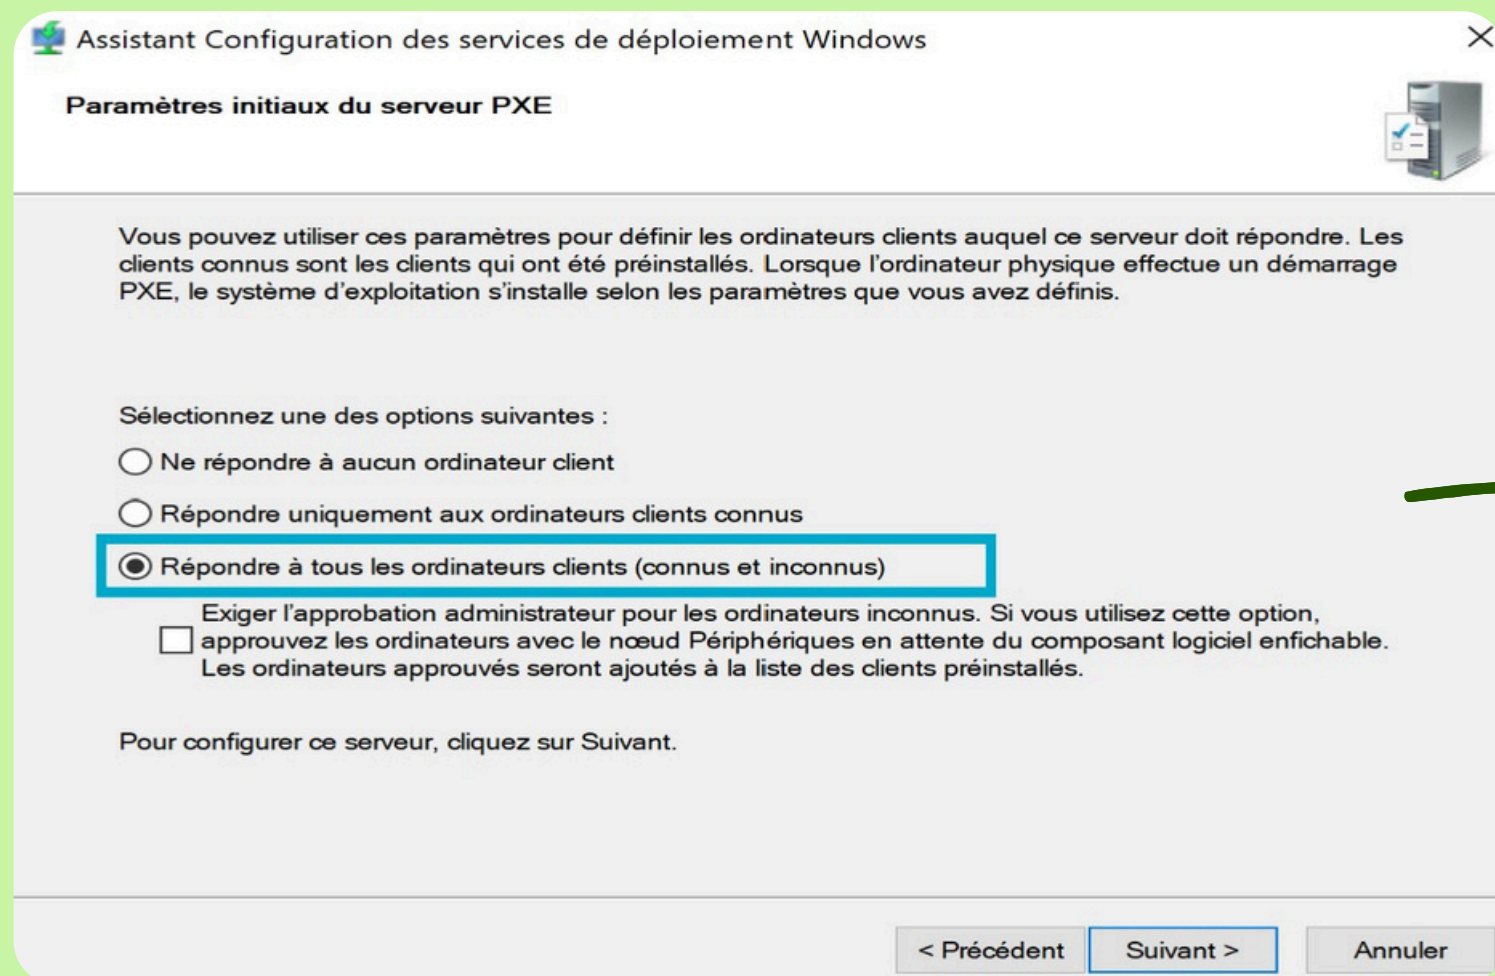 Assistant Configuration des services de déploiement Windows
Paramètres initiaux du serveur PXE
Vous pouvez utiliser ces paramètres pour définir les ordinateurs clients auquel ce serveur doit répondre. Les
clients connus sont les clients qui ont été préinstallés. Lorsque l’ordinateur physique effectue un démarrage
PXE, le système d’exploitation s’installe selon les paramètres que vous avez définis.
Sélectionnez une des options suivantes :
Ne répondre à aucun ordinateur client
Répondre uniquement aux ordinateurs clients connus
Répondre à tous les ordinateurs clients (connus et inconnus)
Exiger l’approbation administrateur pour les ordinateurs inconnus. Si vous utilisez cette option,
approuvez les ordinateurs avec le nœud Périphériques en attente du composant logiciel enfichable.
Les ordinateurs approuvés seront ajoutés à la liste des clients préinstallés.
Pour configurer ce serveur, cliquez sur Suivant.
< Précédent Suivant > Annuler